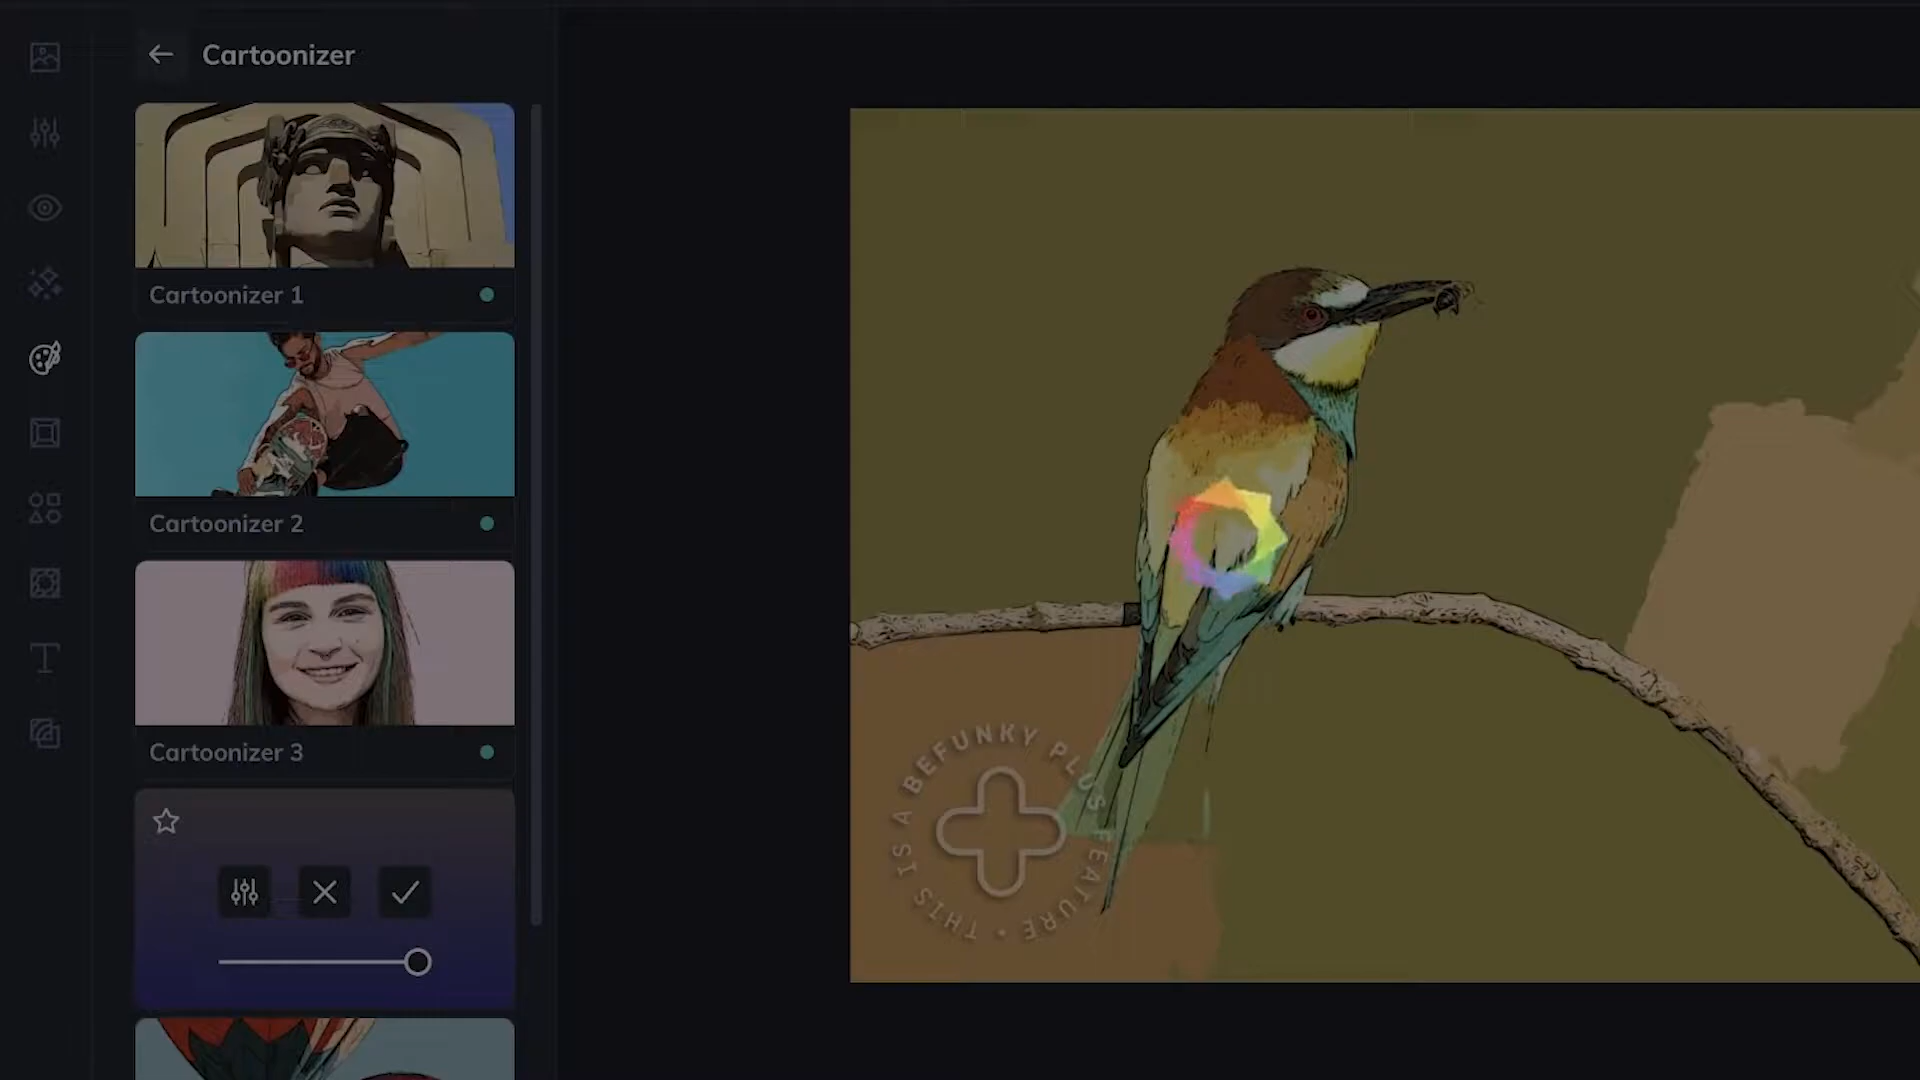 Cartoonizer
Cartoonizer 1
Cartoonizer 2
Cartoonizer 3
THIS IS A BEFUNKY PLUS FEATURE •